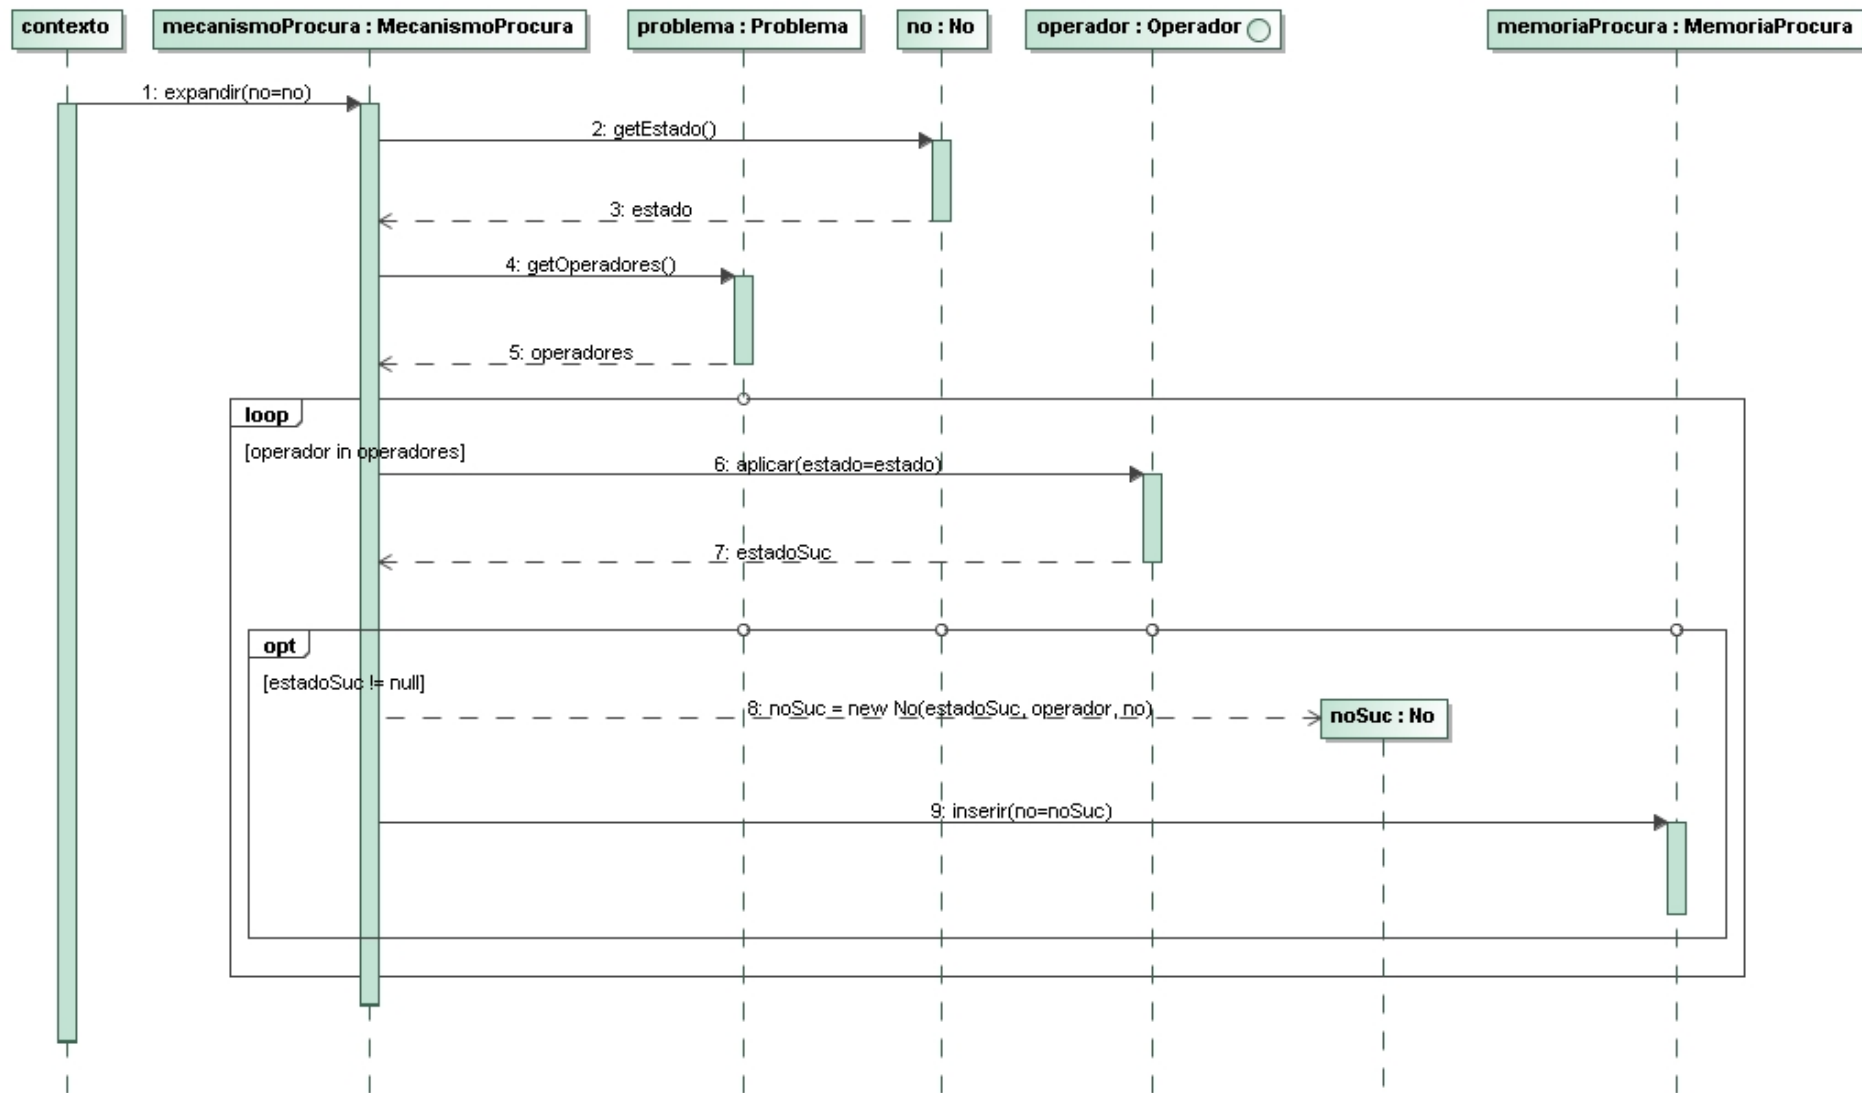 contexto
mecanismoProcura : MecanismoProcura
problema : Problema
no : No
operador : Operador
memoriaProcura : MemoriaProcura
1: expandir(no=no)
2: getEstado()
3: estado
4: getOperadores()
5: operadores
loop
[operador in operadores]
6: aplicar(estado=estado)
7: estadoSuc
opt
[estadoSuc != null]
8: noSuc = new No(estadoSuc, operador, no)
noSuc : No
9: inserir(no=noSuc)